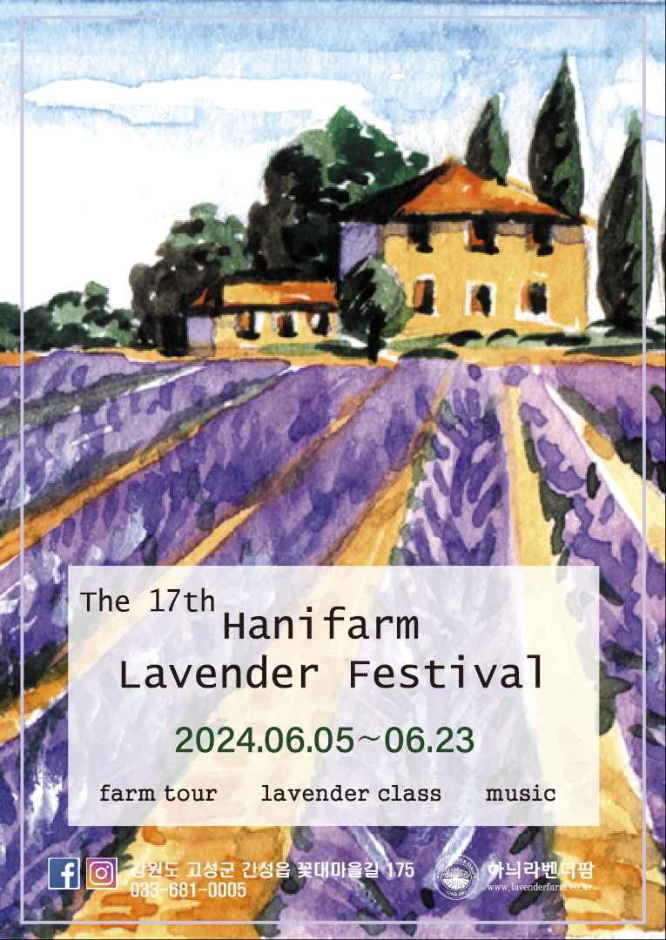 The 17th
Hanifarm
Lavender Festival
2024.06.05~06.23
farm tour lavender class music
강원도 고성군 간성읍 꽃대마을길 175
033-681-0005
하늬라벤더팜
www.lavenderfarm.co.kr